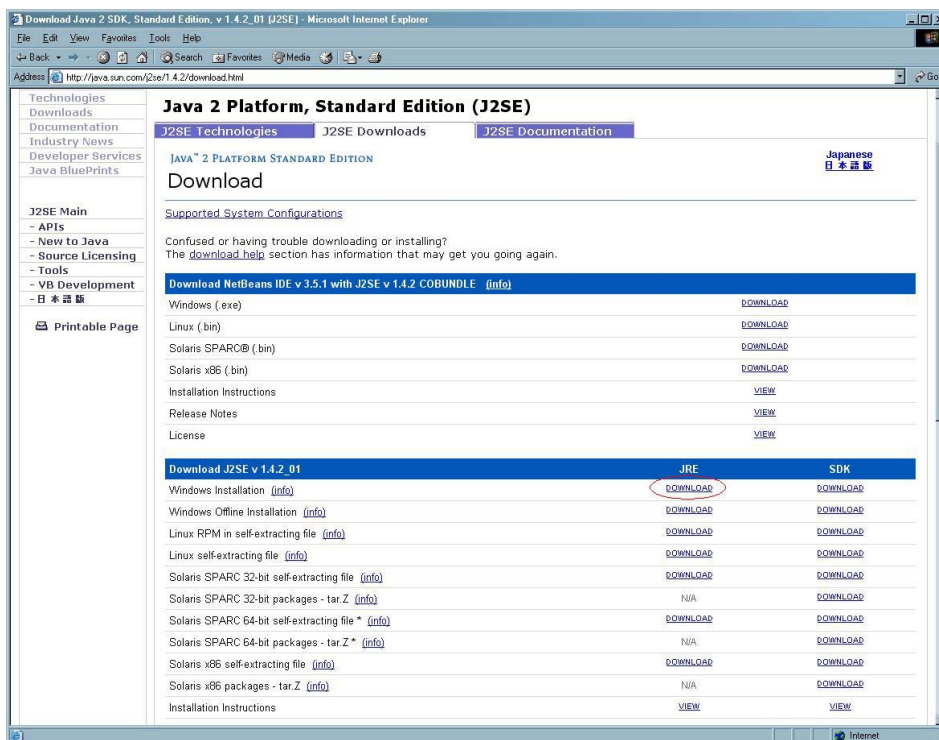 Download Java 2 SDK, Standard Edition, v 1.4.2_01 (J2SE) - Microsoft Internet Explorer
File Edit View Favorites Tools Help
Back Search Favorites Media
Address http://java.sun.com/j2se/1.4.2/download.html Go
Technologies
Downloads
Documentation
Industry News
Developer Services
Java BluePrints
J2SE Main
- APIs
- New to Java
- Source Licensing
- Tools
- VB Development
- 日本語版
Printable Page
Java 2 Platform, Standard Edition (J2SE)
J2SE Technologies J2SE Downloads J2SE Documentation
JAVA™ 2 PLATFORM STANDARD EDITION
Japanese
日本語版
Download
Supported System Configurations
Confused or having trouble downloading or installing?
The download help section has information that may get you going again.
Download NetBeans IDE v 3.5.1 with J2SE v 1.4.2 COBUNDLE (info)
Windows (.exe) DOWNLOAD
Linux (.bin) DOWNLOAD
Solaris SPARC® (.bin) DOWNLOAD
Solaris x86 (.bin) DOWNLOAD
Installation Instructions VIEW
Release Notes VIEW
License VIEW
Download J2SE v 1.4.2_01 JRE SDK
Windows Installation (info) DOWNLOAD DOWNLOAD
Windows Offline Installation (info) DOWNLOAD DOWNLOAD
Linux RPM in self-extracting file (info) DOWNLOAD DOWNLOAD
Linux self-extracting file (info) DOWNLOAD DOWNLOAD
Solaris SPARC 32-bit self-extracting file (info) DOWNLOAD DOWNLOAD
Solaris SPARC 32-bit packages - tar.Z (info) N/A DOWNLOAD
Solaris SPARC 64-bit self-extracting file * (info) DOWNLOAD DOWNLOAD
Solaris SPARC 64-bit packages - tar.Z * (info) N/A DOWNLOAD
Solaris x86 self-extracting file (info) DOWNLOAD DOWNLOAD
Solaris x86 packages - tar.Z (info) N/A DOWNLOAD
Installation Instructions VIEW VIEW
Internet